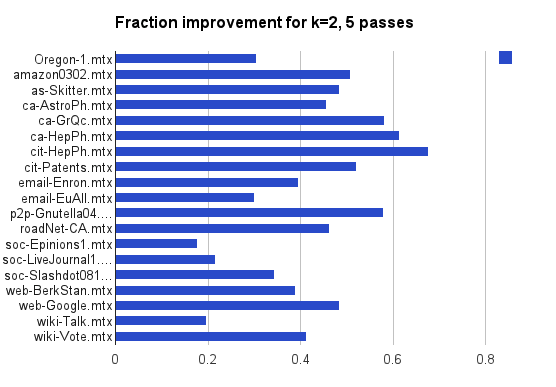 Fraction improvement for k=2, 5 passes
Oregon-1.mtx
amazon0302.mtx
as-Skitter.mtx
ca-AstroPh.mtx
ca-GrQc.mtx
ca-HepPh.mtx
cit-HepPh.mtx
cit-Patents.mtx
email-Enron.mtx
email-EuAll.mtx
p2p-Gnutella04....
roadNet-CA.mtx
soc-Epinions1.mtx
soc-LiveJournal1....
soc-Slashdot081...
web-BerkStan.mtx
web-Google.mtx
wiki-Talk.mtx
wiki-Vote.mtx
0 0.2 0.4 0.6 0.8